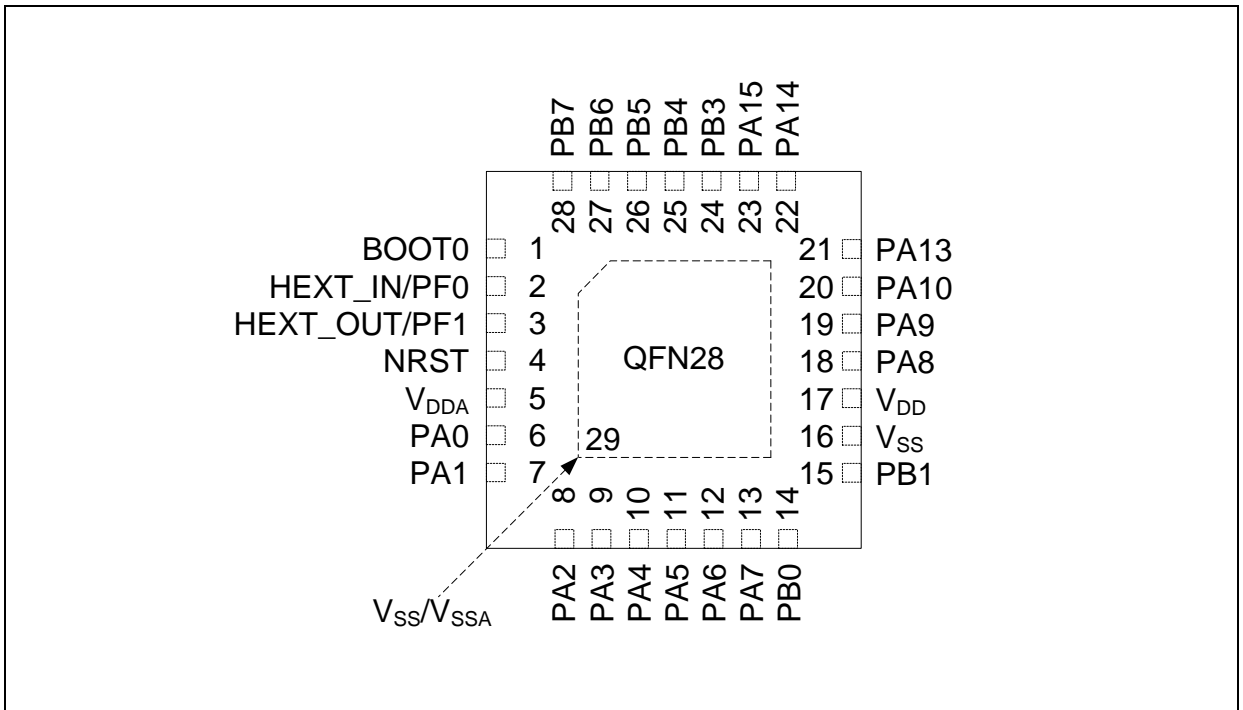 PB7
PB6
PB5
PB4
PB3
PA15
PA14
28
27
26
25
24
23
22
BOOT0 1
HEXT_IN/PF0 2
HEXT_OUT/PF1 3
NRST 4
VDDA 5
PA0 6
PA1 7
21 PA13
20 PA10
19 PA9
18 PA8
17 VDD
16 VSS
15 PB1
QFN28
29
8
9
10
11
12
13
14
PA2
PA3
PA4
PA5
PA6
PA7
PB0
VSS/VSSA